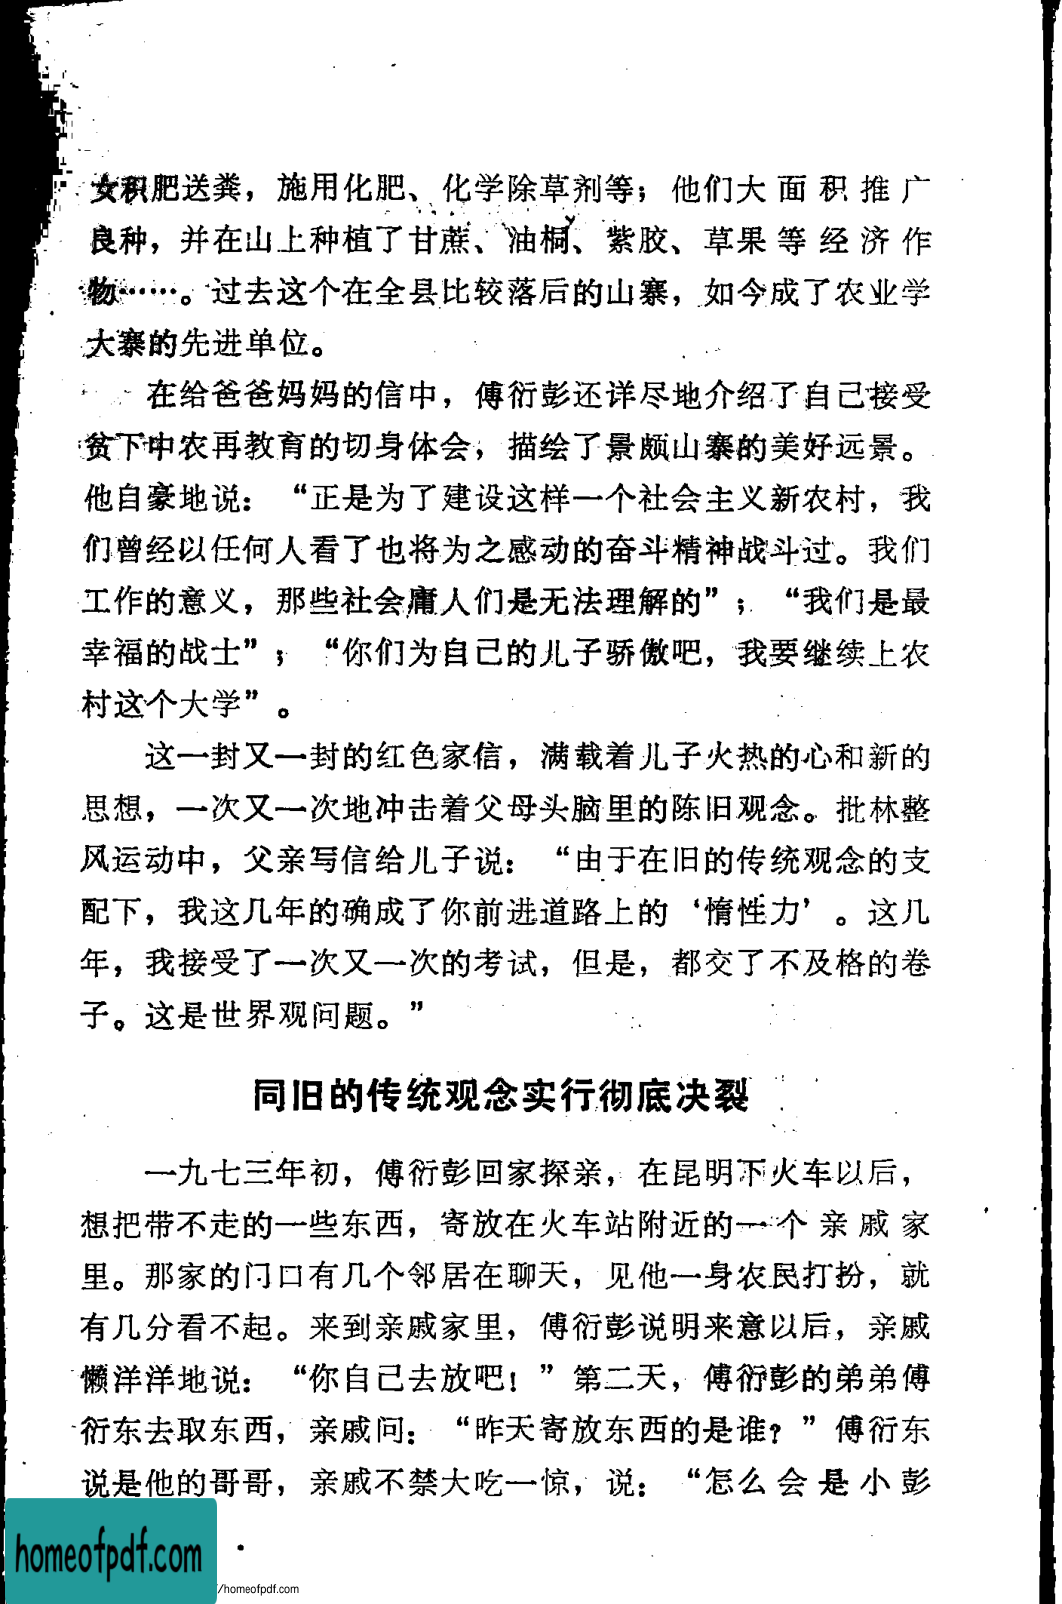 女积肥送粪，施用化肥、化学除草剂等；他们大面积推广
良种，并在山上种植了甘蔗、油桐、紫胶、草果等经济作
物……。过去这个在全县比较落后的山寨，如今成了农业学
大寨的先进单位。
在给爸爸妈妈的信中，傅衍彭还详尽地介绍了自己接受
贫下中农再教育的切身体会，描绘了景颇山寨的美好远景。
他自豪地说：“正是为了建设这样一个社会主义新农村，我
们曾经以任何人看了也将为之感动的奋斗精神战斗过。我们
工作的意义，那些社会庸人们是无法理解的”；“我们是最
幸福的战士”；“你们为自己的儿子骄傲吧，我要继续上农
村这个大学”。
这一封又一封的红色家信，满载着儿子火热的心和新的
思想，一次又一次地冲击着父母头脑里的陈旧观念。批林整
风运动中，父亲写信给儿子说：“由于在旧的传统观念的支
配下，我这几年的确成了你前进道路上的‘惰性力’。这几
年，我接受了一次又一次的考试，但是，都交了不及格的卷
子。这是世界观问题。”
同旧的传统观念实行彻底决裂
一九七三年初，傅衍彭回家探亲，在昆明下火车以后，
想把带不走的一些东西，寄放在火车站附近的一个亲戚家
里。那家的门口有几个邻居在聊天，见他一身农民打扮，就
有几分看不起。来到亲戚家里，傅衍彭说明来意以后，亲戚
懒洋洋地说：“你自己去放吧！”第二天，傅衍彭的弟弟傅
衍东去取东西，亲戚问：“昨天寄放东西的是谁？”傅衍东
说是他的哥哥，亲戚不禁大吃一惊，说：“怎么会是小彭
homeofpdf.com
/homeofpdf.com